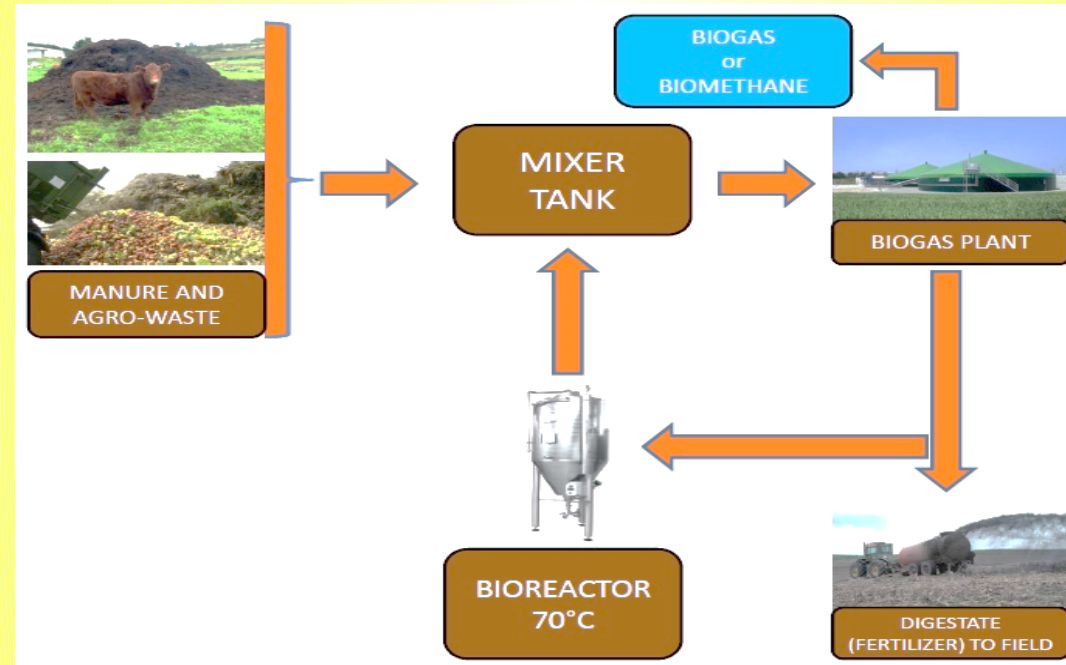 BIOGAS
or
BIOMETHANE
MIXER
TANK
BIOGAS PLANT
MANURE AND
AGRO-WASTE
BIOREACTOR
70°C
DIGESTATE
(FERTILIZER) TO FIELD